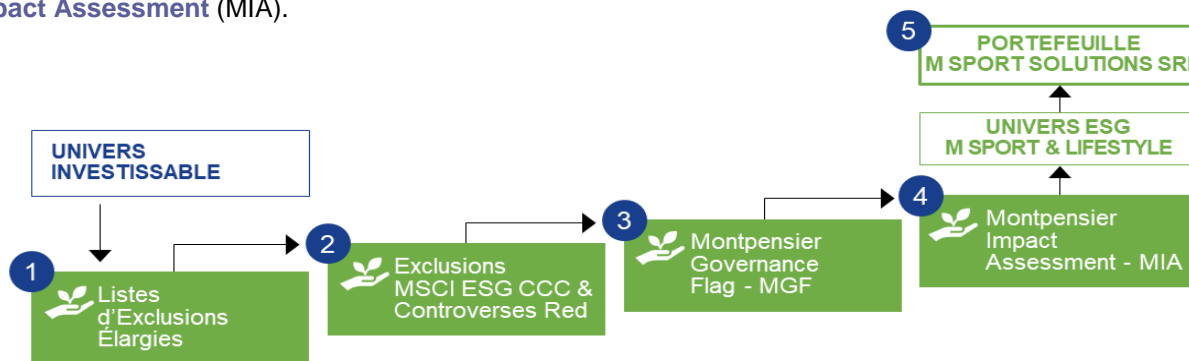 pact Assessment (MIA).
5
PORTEFEUILLE
M SPORT SOLUTIONS SRI
UNIVERS ESG
M SPORT & LIFESTYLE
UNIVERS
INVESTISSABLE
1
Listes
d'Exclusions
Élargies
2
Exclusions
MSCI ESG CCC &
Controverses Red
3
Montpensier
Governance
Flag - MGF
4
Montpensier
Impact
Assessment - MIA